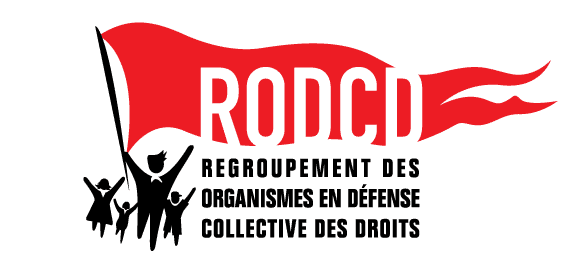 RODCD
REGROUPEMENT DES
ORGANISMES EN DÉFENSE
COLLECTIVE DES DROITS